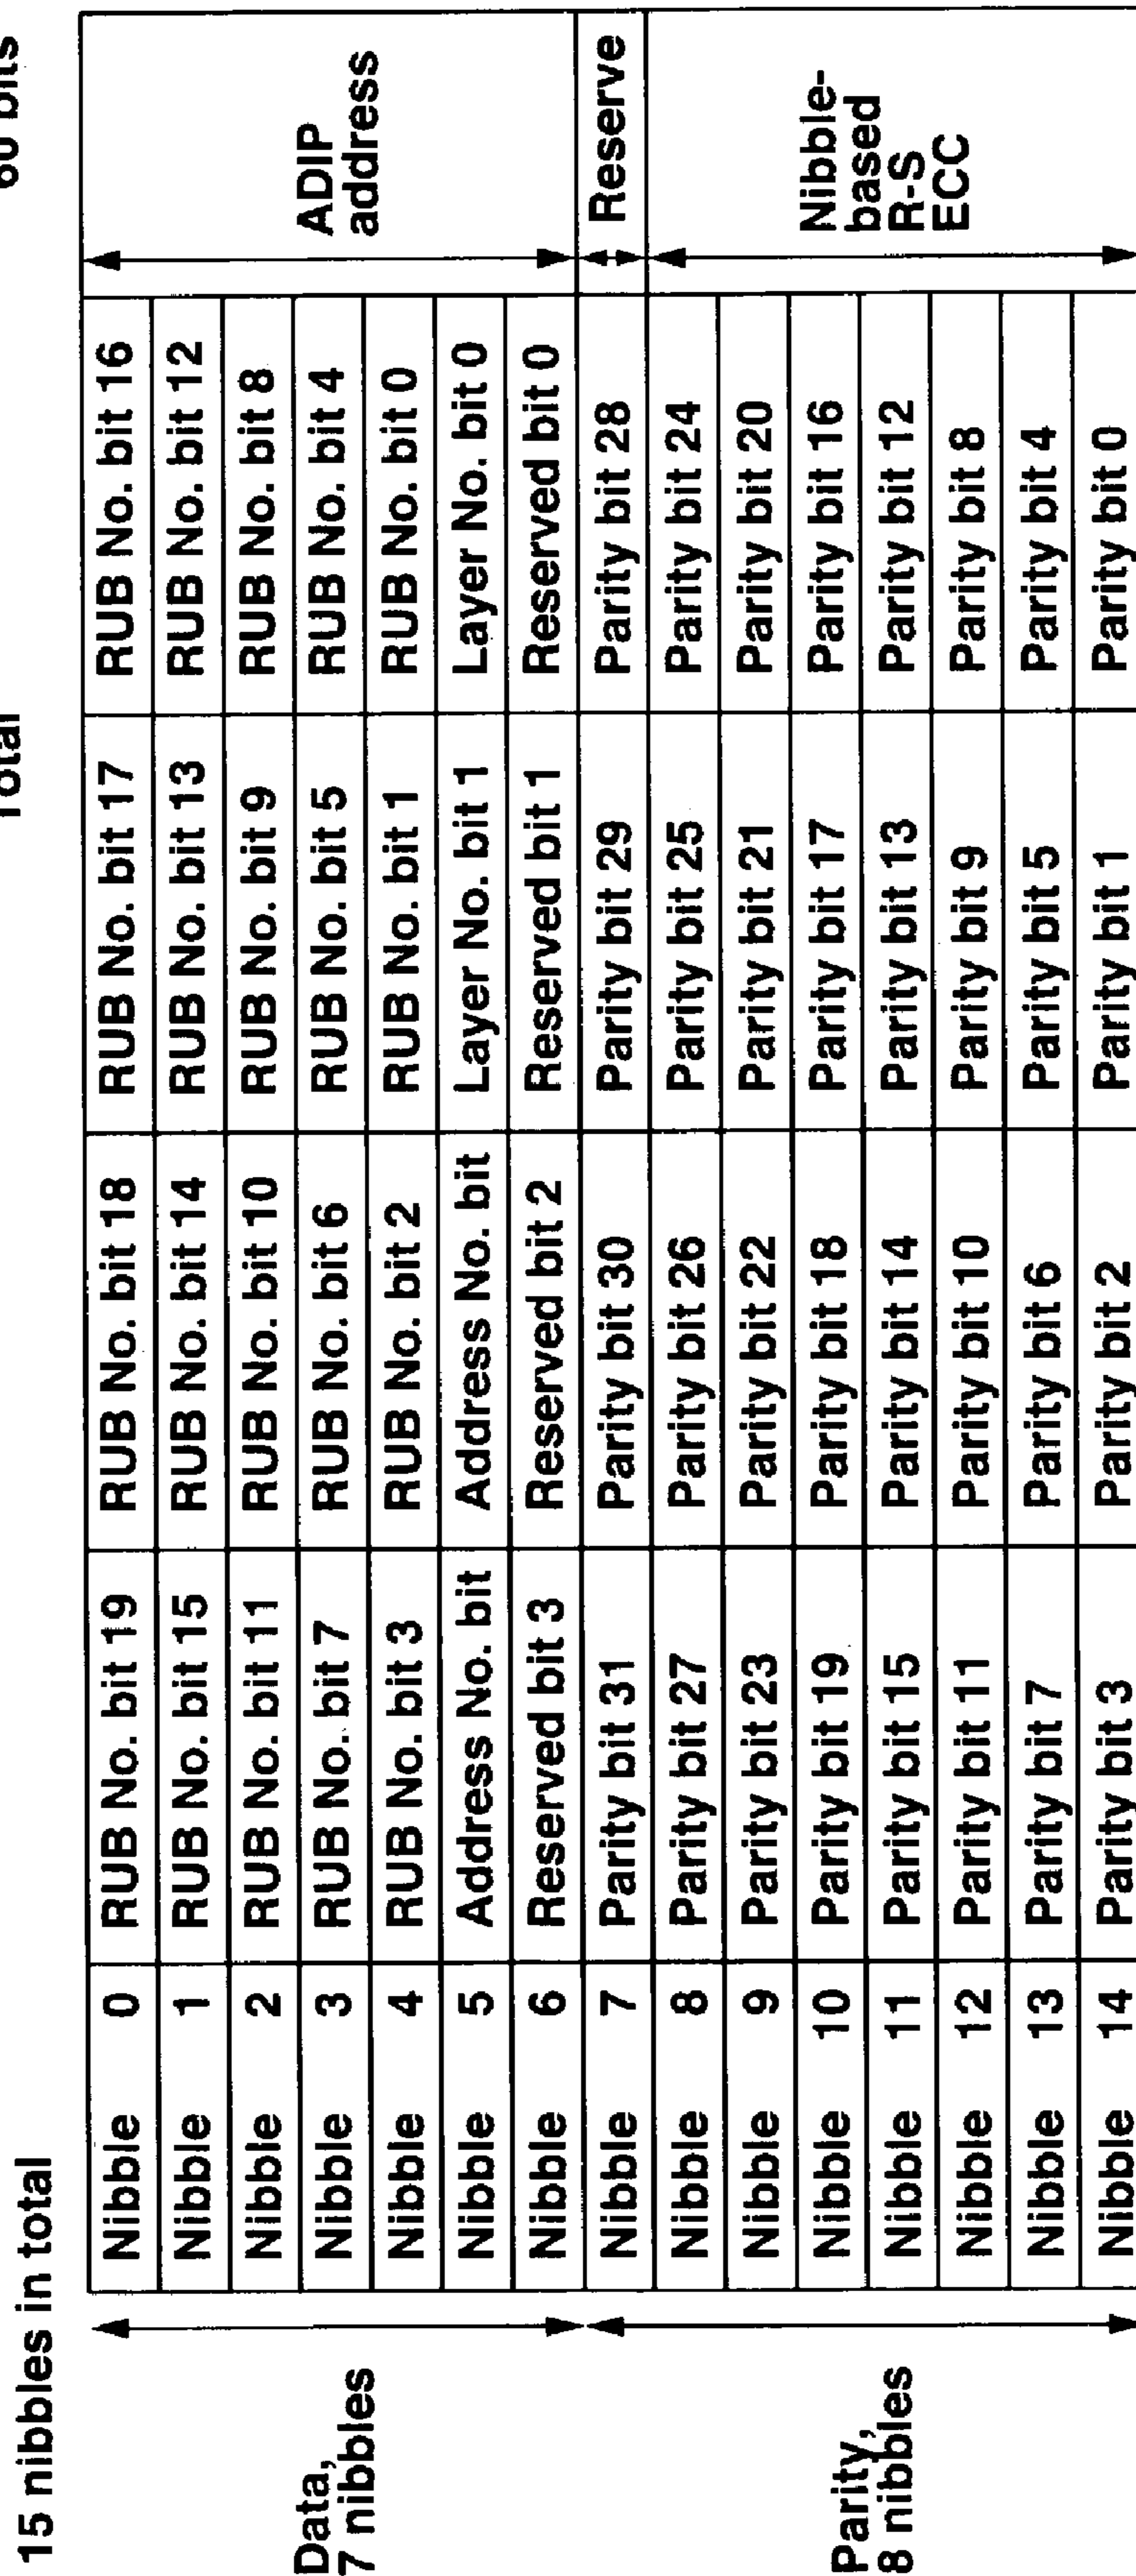 15 nibbles in total
Total
60 bits
Data,
7 nibbles
Parity,
8 nibbles
Nibble 0 RUB No. bit 19 RUB No. bit 18 RUB No. bit 17 RUB No. bit 16
Nibble 1 RUB No. bit 15 RUB No. bit 14 RUB No. bit 13 RUB No. bit 12
Nibble 2 RUB No. bit 11 RUB No. bit 10 RUB No. bit 9 RUB No. bit 8
Nibble 3 RUB No. bit 7 RUB No. bit 6 RUB No. bit 5 RUB No. bit 4
Nibble 4 RUB No. bit 3 RUB No. bit 2 RUB No. bit 1 RUB No. bit 0
Nibble 5 Address No. bit Address No. bit Layer No. bit 1 Layer No. bit 0
Nibble 6 Reserved bit 3 Reserved bit 2 Reserved bit 1 Reserved bit 0
Nibble 7 Parity bit 31 Parity bit 30 Parity bit 29 Parity bit 28
Nibble 8 Parity bit 27 Parity bit 26 Parity bit 25 Parity bit 24
Nibble 9 Parity bit 23 Parity bit 22 Parity bit 21 Parity bit 20
Nibble 10 Parity bit 19 Parity bit 18 Parity bit 17 Parity bit 16
Nibble 11 Parity bit 15 Parity bit 14 Parity bit 13 Parity bit 12
Nibble 12 Parity bit 11 Parity bit 10 Parity bit 9 Parity bit 8
Nibble 13 Parity bit 7 Parity bit 6 Parity bit 5 Parity bit 4
Nibble 14 Parity bit 3 Parity bit 2 Parity bit 1 Parity bit 0
ADIP
address
Reserve
Nibble-
based
R-S
ECC